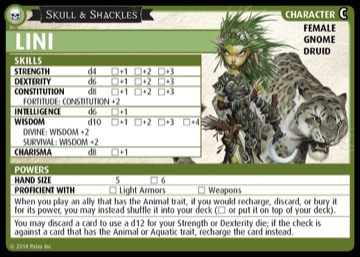 SKULL & SHACKLES
CHARACTER C
LINI
FEMALE
GNOME
DRUID
SKILLS
STRENGTH d4 □+1 □+2 □+3
DEXTERITY d6 □+1 □+2 □+3
CONSTITUTION d8 □+1 □+2 □+3
FORTITUDE: CONSTITUTION +2
INTELLIGENCE d6 □+1
WISDOM d10 □+1 □+2 □+3 □+4
DIVINE: WISDOM +2
SURVIVAL: WISDOM +2
CHARISMA d8 □+1
POWERS
HAND SIZE 5 □ 6
PROFICIENT WITH □ Light Armors □ Weapons
When you play an ally that has the Animal trait, if you would recharge, discard, or bury it
for its power, you may instead shuffle it into your deck (□ or put it on top of your deck).
You may discard a card to use a d12 for your Strength or Dexterity die; if the check is
against a card that has the Animal or Aquatic trait, recharge the card instead.
© 2014 Paizo Inc